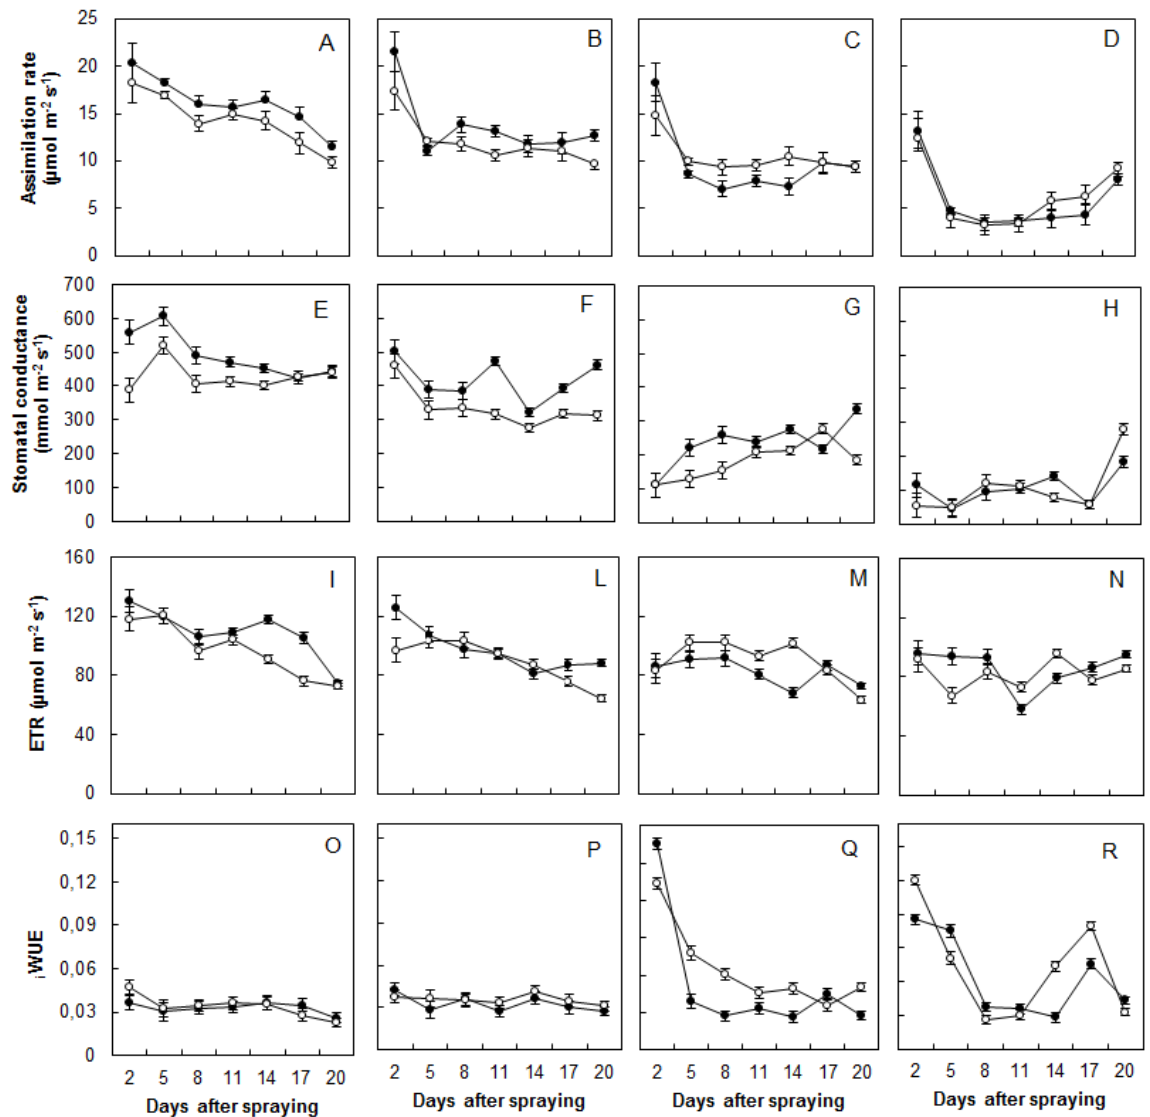 Assimilation rate
(µmol m-2 s-1)
25
20
15
10
5
0
A
B
C
D
Stomatal conductance
(mmol m-2 s-1)
700
600
500
400
300
200
100
0
E
F
G
H
ETR (µmol m-2 s-1)
160
120
80
40
0
I
L
M
N
iWUE
0,15
0,12
0,09
0,06
0,03
0
O
P
Q
R
2 5 8 11 14 17 20
2 5 8 11 14 17 20
2 5 8 11 14 17 20
2 5 8 11 14 17 20
Days after spraying
Days after spraying
Days after spraying
Days after spraying